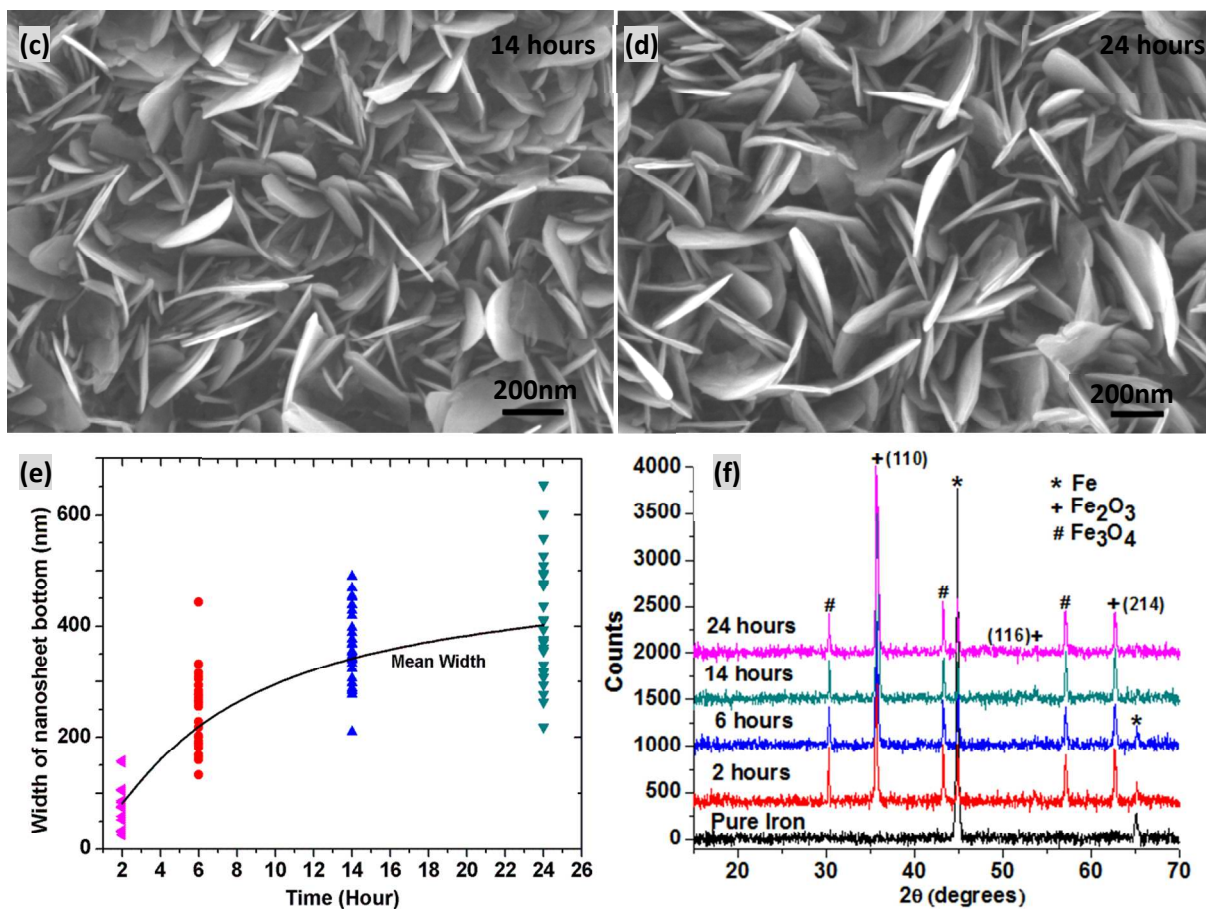 (c) 14 hours
200nm
(d) 24 hours
200nm
(e)
Width of nanosheet bottom (nm)
600
400
200
0
Mean Width
2 4 6 8 10 12 14 16 18 20 22 24 26
Time (Hour)
(f)
Counts
4000
3500
3000
2500
2000
1500
1000
500
0
+(110)
*
* Fe
+ Fe₂O₃
# Fe₃O₄
# # # +(214)
24 hours (116)+
14 hours
6 hours *
2 hours
Pure Iron
20 30 40 50 60 70
2θ (degrees)